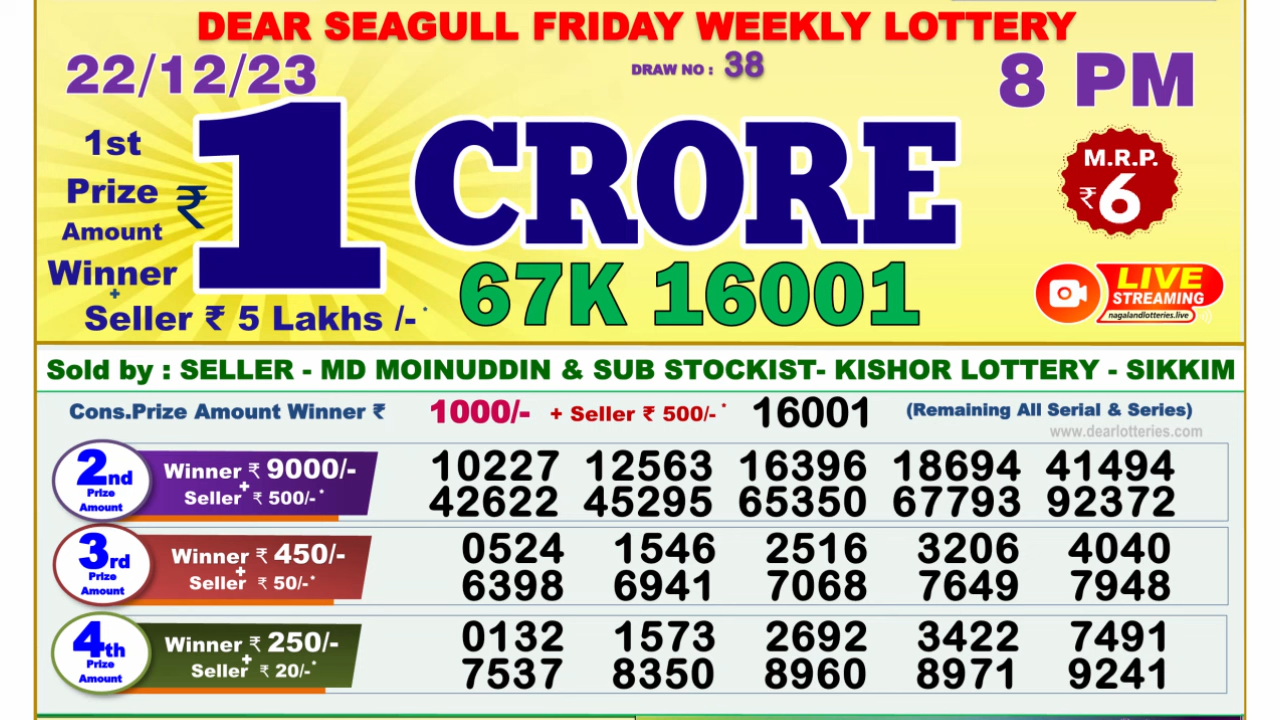 DEAR SEAGULL FRIDAY WEEKLY LOTTERY
22/12/23
DRAW NO : 38
8 PM
1st
Prize
Amount
Winner
+
Seller ₹ 5 Lakhs /-*
₹ 1 CRORE
67K 16001
M.R.P.
₹6
LIVE
STREAMING
nagalandlotteries.live
Sold by : SELLER - MD MOINUDDIN & SUB STOCKIST- KISHOR LOTTERY - SIKKIM
Cons.Prize Amount Winner ₹ 1000/- + Seller ₹ 500/-* 16001 (Remaining All Serial & Series)
www.dearlotteries.com
2nd
Prize
Amount
Winner ₹ 9000/-
+
Seller ₹ 500/-*
10227 12563 16396 18694 41494
42622 45295 65350 67793 92372
3rd
Prize
Amount
Winner ₹ 450/-
+
Seller ₹ 50/-*
0524 1546 2516 3206 4040
6398 6941 7068 7649 7948
4th
Prize
Amount
Winner ₹ 250/-
+
Seller ₹ 20/-*
0132 1573 2692 3422 7491
7537 8350 8960 8971 9241